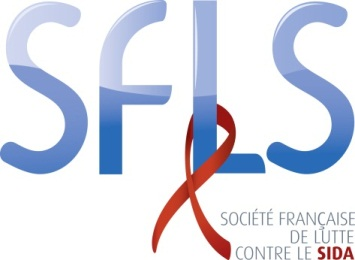 SFLS
SOCIÉTÉ FRANÇAISE
DE LUTTE
CONTRE LE SIDA